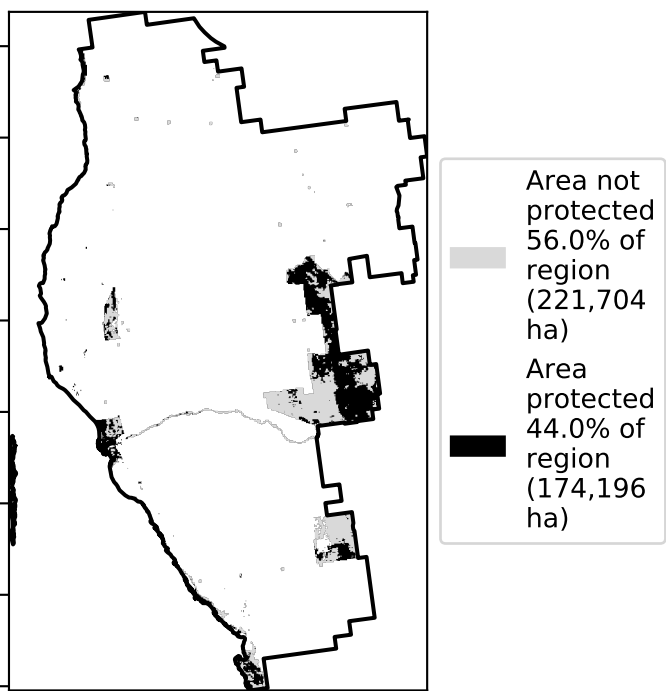 Area not
protected
56.0% of
region
(221,704
ha)
Area
protected
44.0% of
region
(174,196
ha)